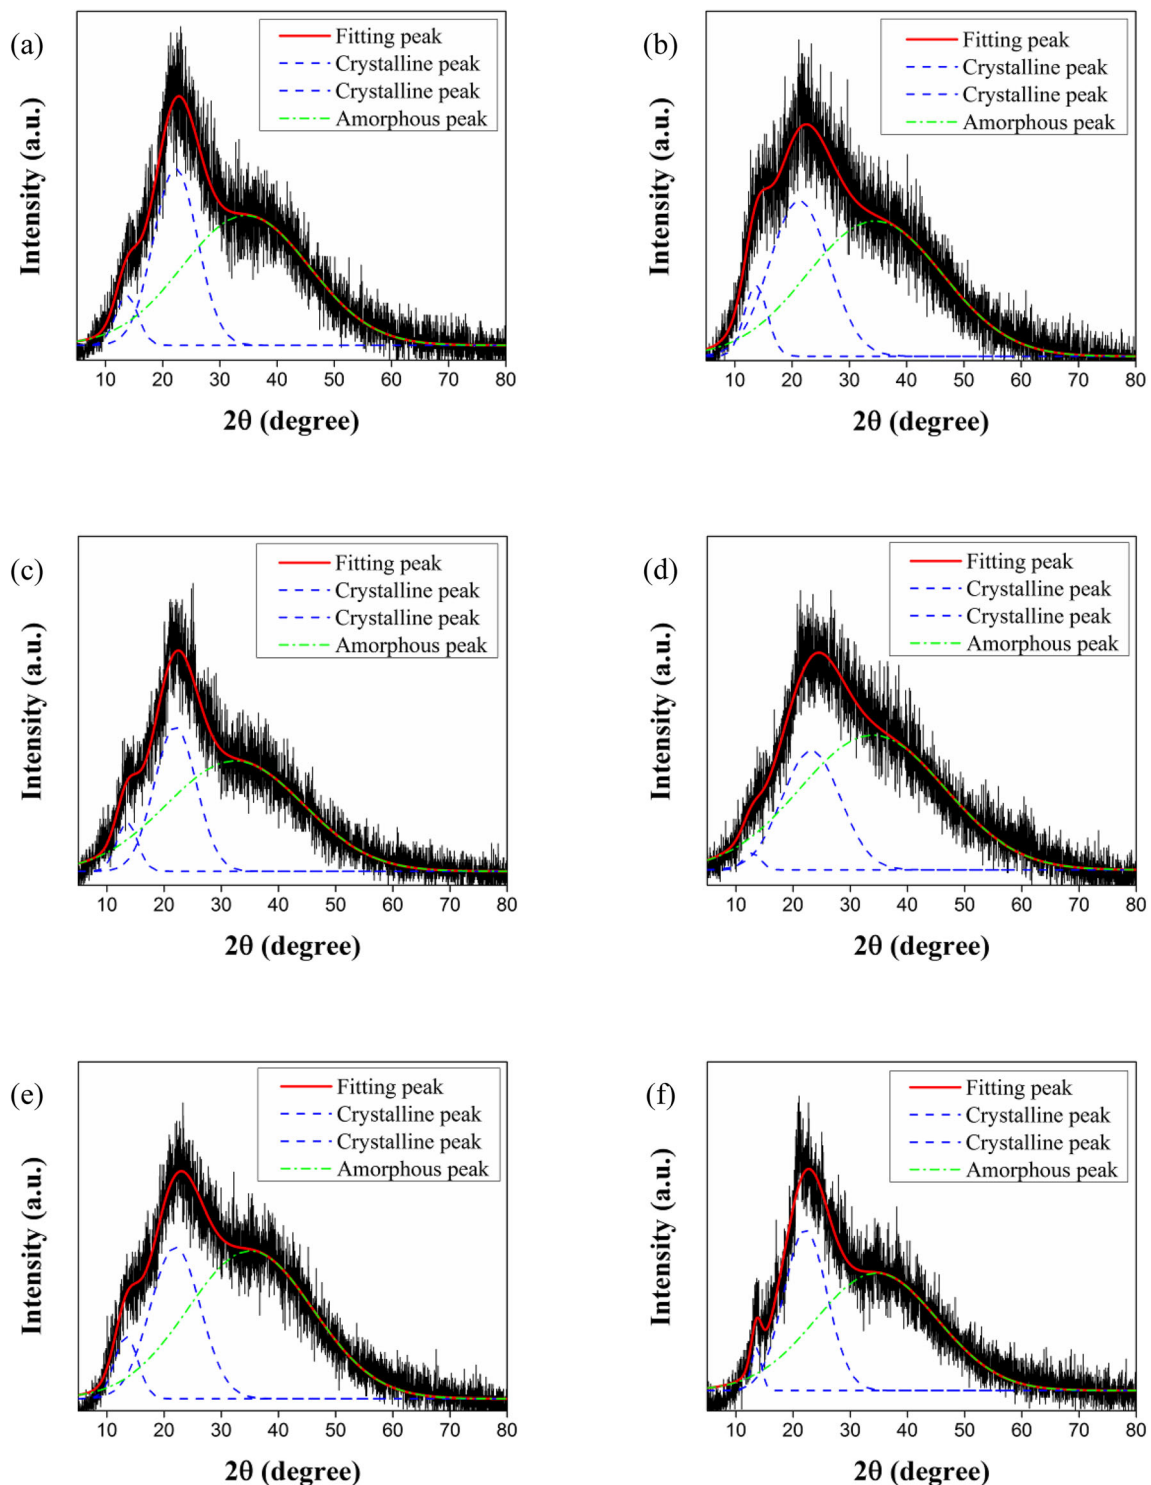 (a)
Fitting peak
Crystalline peak
Crystalline peak
Amorphous peak
Intensity (a.u.)
10 20 30 40 50 60 70 80
2θ (degree)
(b)
Fitting peak
Crystalline peak
Crystalline peak
Amorphous peak
Intensity (a.u.)
10 20 30 40 50 60 70 80
2θ (degree)
(c)
Fitting peak
Crystalline peak
Crystalline peak
Amorphous peak
Intensity (a.u.)
10 20 30 40 50 60 70 80
2θ (degree)
(d)
Fitting peak
Crystalline peak
Crystalline peak
Amorphous peak
Intensity (a.u.)
10 20 30 40 50 60 70 80
2θ (degree)
(e)
Fitting peak
Crystalline peak
Crystalline peak
Amorphous peak
Intensity (a.u.)
10 20 30 40 50 60 70 80
2θ (degree)
(f)
Fitting peak
Crystalline peak
Crystalline peak
Amorphous peak
Intensity (a.u.)
10 20 30 40 50 60 70 80
2θ (degree)